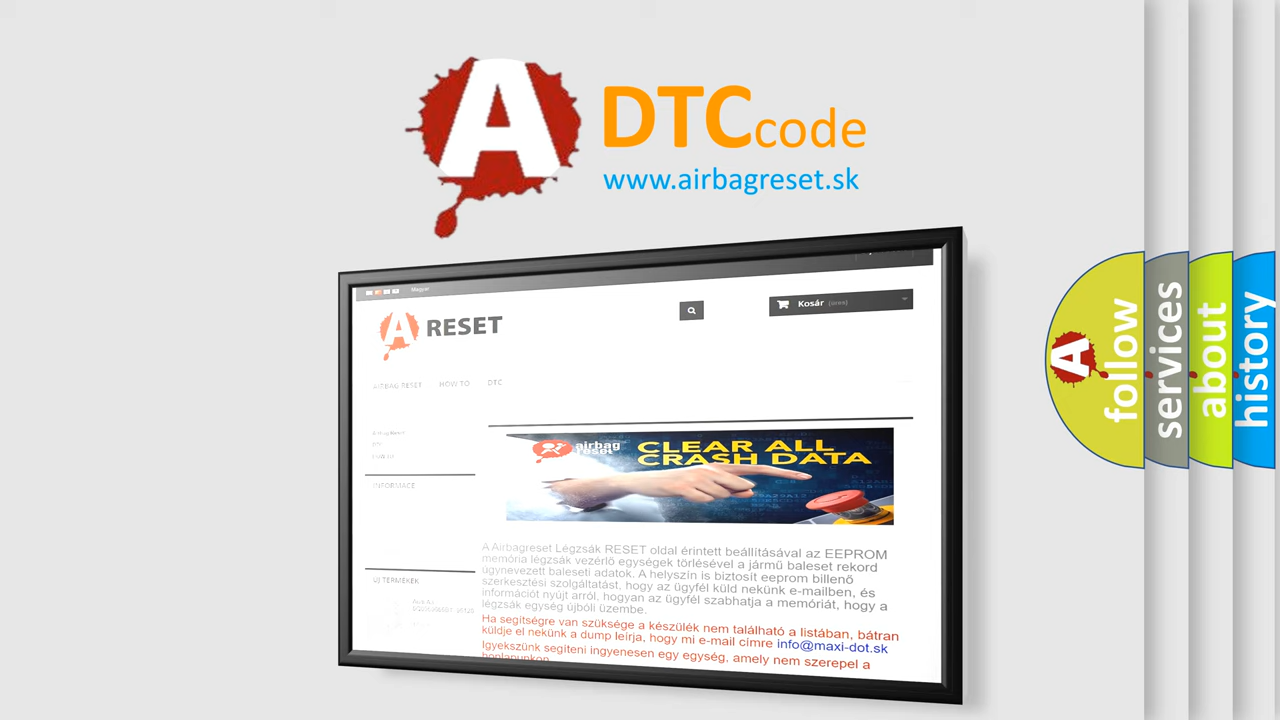 A
DTC code
www.airbagreset.sk
Magyar
A RESET
Kosár (üres)
AIRBAG RESET HOW TO DTC
airbag reset
CLEAR ALL
CRASH DATA
INFORMACE
A Airbagreset Légzsák RESET oldal érintett beállításával az EEPROM
memória légzsák vezérlő egységek törlésével a jármű baleset rekord
úgynevezett baleseti adatok. A helyszín is biztosít eeprom billenő
szerkesztési szolgáltatást, hogy az ügyfél küld nekünk e-mailben, és
információt nyújt arról, hogyan az ügyfél szabhatja a memóriát, hogy a
légzsák egység újbóli üzembe.
Ha segítségre van szüksége a készülék nem található a listában, bátran
küldje el nekünk a dump leírja, hogy mi e-mail címre info@maxi-dot.sk
Igyekszünk segíteni ingyenesen egy egység, amely nem szerepel a
honlapunkon
ÚJ TERMÉKEK
A
follow
services
about
history